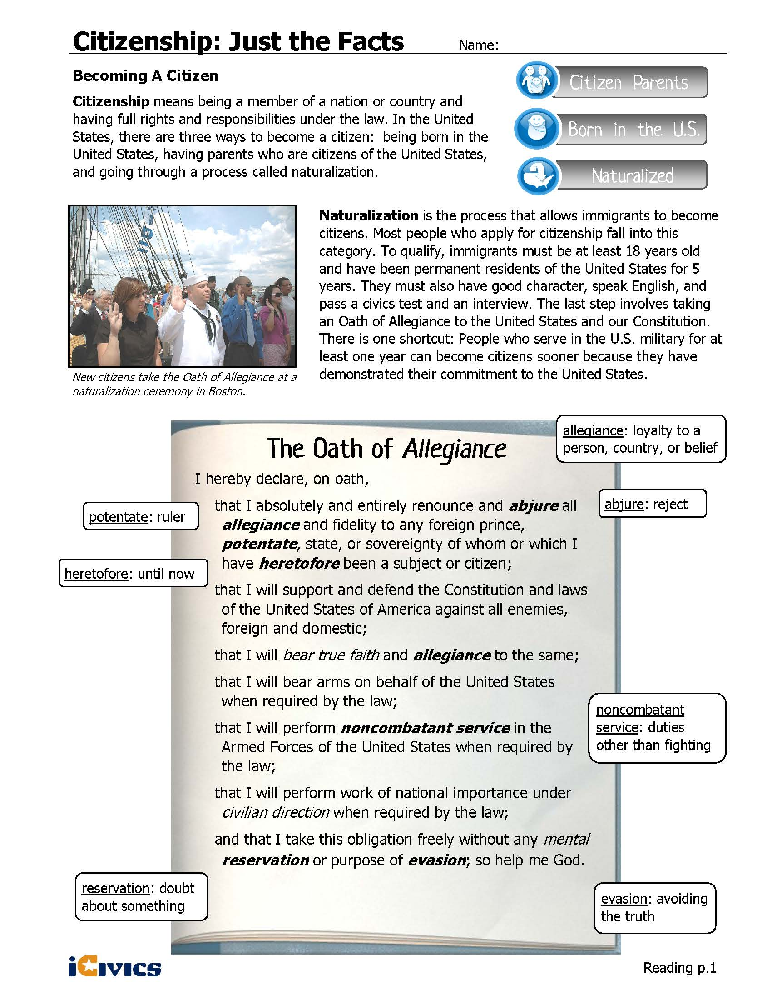 Citizenship: Just the Facts
Name:
Becoming A Citizen
Citizenship means being a member of a nation or country and
having full rights and responsibilities under the law. In the United
States, there are three ways to become a citizen:  being born in the
United States, having parents who are citizens of the United States,
and going through a process called naturalization.
Citizen Parents
Born in the U.S.
Naturalized
New citizens take the Oath of Allegiance at a
naturalization ceremony in Boston.
Naturalization is the process that allows immigrants to become
citizens. Most people who apply for citizenship fall into this
category. To qualify, immigrants must be at least 18 years old
and have been permanent residents of the United States for 5
years. They must also have good character, speak English, and
pass a civics test and an interview. The last step involves taking
an Oath of Allegiance to the United States and our Constitution.
There is one shortcut: People who serve in the U.S. military for at
least one year can become citizens sooner because they have
demonstrated their commitment to the United States.
The Oath of Allegiance
allegiance: loyalty to a
person, country, or belief
I hereby declare, on oath,
that I absolutely and entirely renounce and abjure all
allegiance and fidelity to any foreign prince,
potentate, state, or sovereignty of whom or which I
have heretofore been a subject or citizen;
abjure: reject
potentate: ruler
heretofore: until now
that I will support and defend the Constitution and laws
of the United States of America against all enemies,
foreign and domestic;
that I will bear true faith and allegiance to the same;
that I will bear arms on behalf of the United States
when required by the law;
that I will perform noncombatant service in the
Armed Forces of the United States when required by
the law;
noncombatant
service: duties
other than fighting
that I will perform work of national importance under
civilian direction when required by the law;
and that I take this obligation freely without any mental
reservation or purpose of evasion; so help me God.
reservation: doubt
about something
evasion: avoiding
the truth
iCivics
Reading p.1